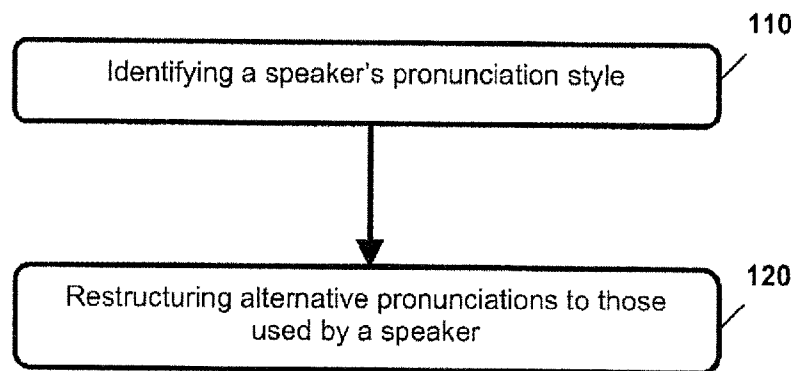 110
Identifying a speaker's pronunciation style
120
Restructuring alternative pronunciations to those
used by a speaker